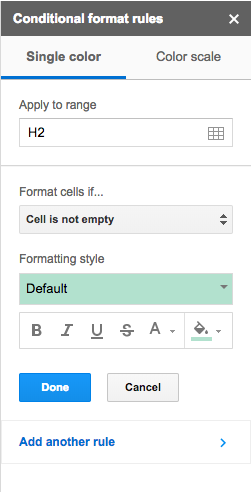 Conditional format rules
Single color
Color scale
Apply to range
H2
Format cells if...
Cell is not empty
Formatting style
Default
B I U S A
Done
Cancel
Add another rule